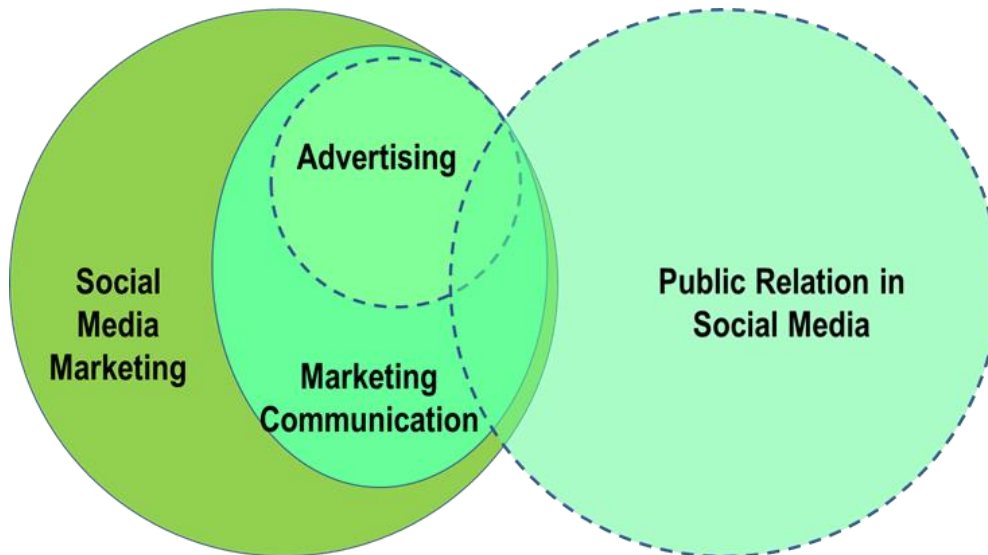 Advertising
Social
Media
Marketing
Marketing
Communication
Public Relation in
Social Media